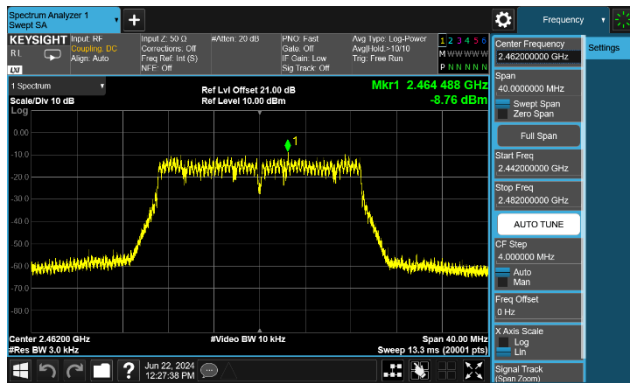 Spectrum Analyzer 1
Swept SA
Frequency
KEYSIGHT
RL
LXI
Input: RF
Coupling: DC
Align: Auto
Input Z: 50 Ω
Corrections: Off
Freq Ref: Int (S)
NFE: Off
#Atten: 20 dB
PNO: Fast
Gate: Off
IF Gain: Low
Sig Track: Off
Avg Type: Log-Power
Avg|Hold:>10/10
Trig: Free Run
1 2 3 4 5 6
M W W W W W
P N N N N N
1 Spectrum
Scale/Div 10 dB
Log
Ref Lvl Offset 21.00 dB
Ref Level 10.00 dBm
Mkr1 2.464 488 GHz
-8.76 dBm
1
0.00
-10.0
-20.0
-30.0
-40.0
-50.0
-60.0
-70.0
-80.0
Center 2.46200 GHz
#Res BW 3.0 kHz
#Video BW 10 kHz
Span 40.00 MHz
Sweep 13.3 ms (20001 pts)
Jun 22, 2024
12:27:38 PM
?
Center Frequency
2.462000000 GHz
Settings
Span
40.0000000 MHz
Swept Span
Zero Span
Full Span
Start Freq
2.442000000 GHz
Stop Freq
2.482000000 GHz
AUTO TUNE
CF Step
4.000000 MHz
Auto
Man
Freq Offset
0 Hz
X Axis Scale
Log
Lin
Signal Track
(Span Zoom)